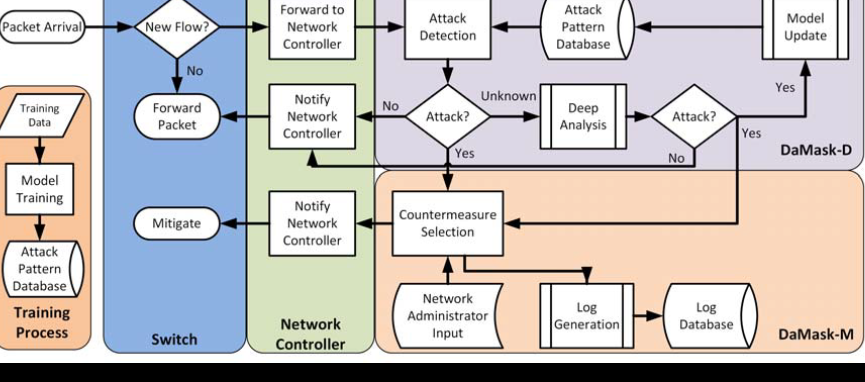 Packet Arrival
New Flow?
Forward to
Network
Controller
Attack
Detection
Attack
Pattern
Database
Model
Update
No
Yes
Training
Data
Forward
Packet
Notify
Network
Controller
No
Attack?
Unknown
Deep
Analysis
Attack?
Yes
Yes
No
DaMask-D
Model
Training
Mitigate
Notify
Network
Controller
Countermeasure
Selection
Attack
Pattern
Database
Network
Administrator
Input
Log
Generation
Log
Database
Training
Process
Switch
Network
Controller
DaMask-M